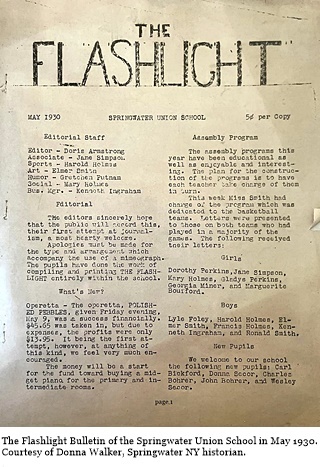 THE
FLASHLIGHT
MAY 1930 SPRINGWATER UNION SCHOOL 5¢ per Copy
Editorial Staff
Editor - Doris Armstrong
Associate - Jane Simpson
Sports - Harold Holmes
Art - Elmer Smith
Humor - Gretchen Putnam
Social - Mary Holmes
Bus. Mgr. - Kenneth Ingraham
Editorial
The editors sincerely hope
that the public will accord this,
their first attempt at journal-
ism, a most hearty welcome.
Apologies must be made for
the type and arrangement which
accompany the use of a mimeograph.
The pupils have done the work of
compiling and printing THE FLASH-
LIGHT entirely within the school.
What's New?
Operetta - The operetta, POLISH-
ED PEBBLES, given Friday evening,
May 9, was a success financially.
$45.65 was taken in, but due to
expenses, the profits were only
$13.95. It being the first at-
tempt, however, at anything of
this kind, we feel very much en-
couraged.
The money will be a start
for the fund toward buying a mid-
get piano for the primary and in-
termediate rooms.
Assembly Program
The assembly programs this
year have been educational as
well as enjoyable and interest-
ing. The plan for the construc-
tion of the programs is to have
each teacher take charge of them
in turn.
This week Miss Smith had
charge of the program which was
dedicated to the basketball
teams. Letters were presented
to those on both teams who had
played in a majority of the
games. The following received
their letters:
Girls
Dorothy Perkins, Jane Simpson,
Mary Holmes, Gladys Perkins,
Georgia Miner, and Marguerite
Boulford.
Boys
Lyle Foley, Harold Holmes, El-
mer Smith, Francis Holmes, Ken-
neth Ingraham, and Ronald Smith.
New Pupils
We welcome to our school
the following new pupils: Carl
Bickford, Donna Secor, Charles
Bohrer, John Bohrer, and Wesley
Secor.
page 1
The Flashlight Bulletin of the Springwater Union School in May 1930.
Courtesy of Donna Walker, Springwater NY historian.